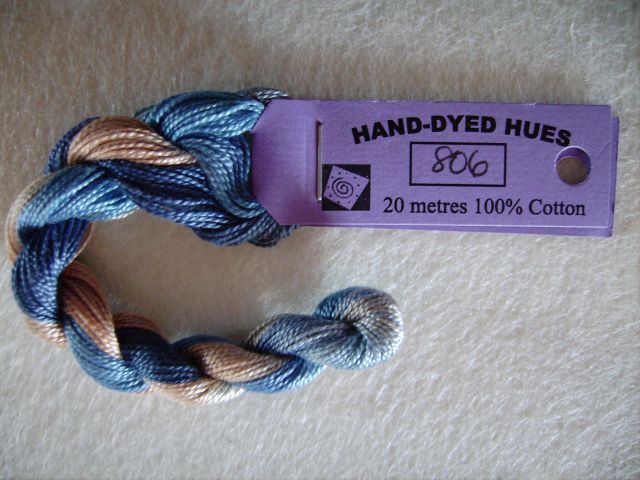 HAND-DYED HUES
806
20 metres 100% Cotton